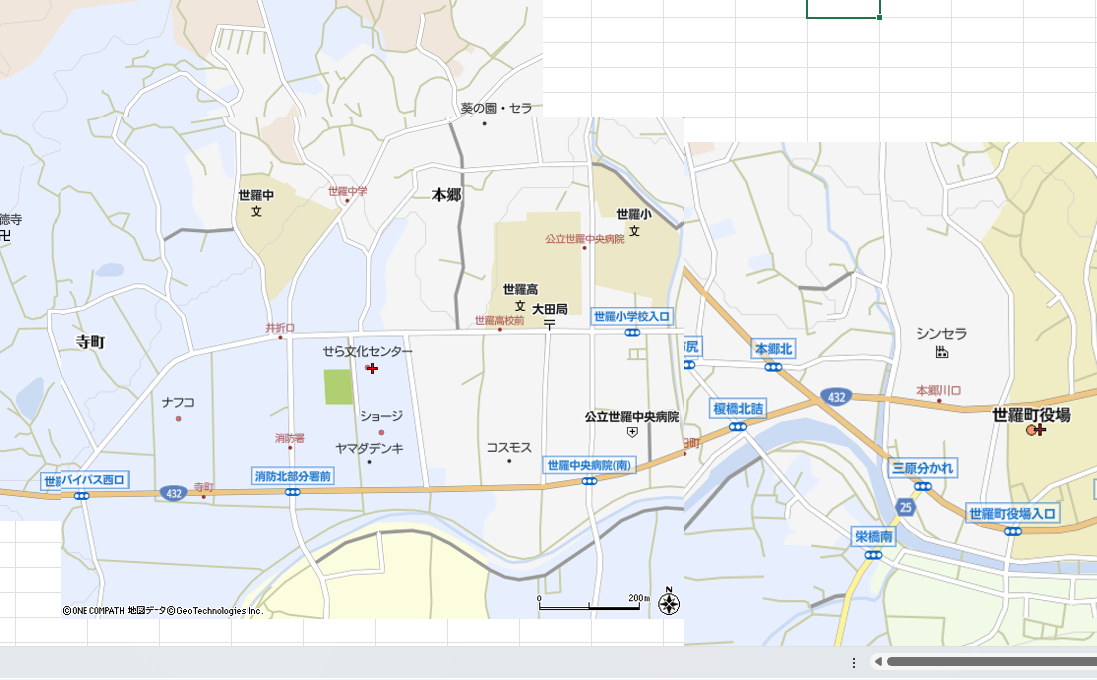 葵の園・セラ
世羅中
世羅中学
本郷
世羅小
徳寺
公立世羅中央病院
世羅高
大田局
世羅高校前
世羅小学校入口
井折口
寺町
せら文化センター
本郷北
シンセラ
ナフコ
ショージ
432
本郷川口
榎橋北詰
世羅町役場
公立世羅中央病院
消防署
ヤマダデンキ
コスモス
世羅中央病院(南)
三原分かれ
バイパス西口
432
寺町
消防北部分署前
25
世羅町役場入口
栄橋南
©ONE COMPATH 地図データ©GeoTechnologies Inc.
0
200m
N